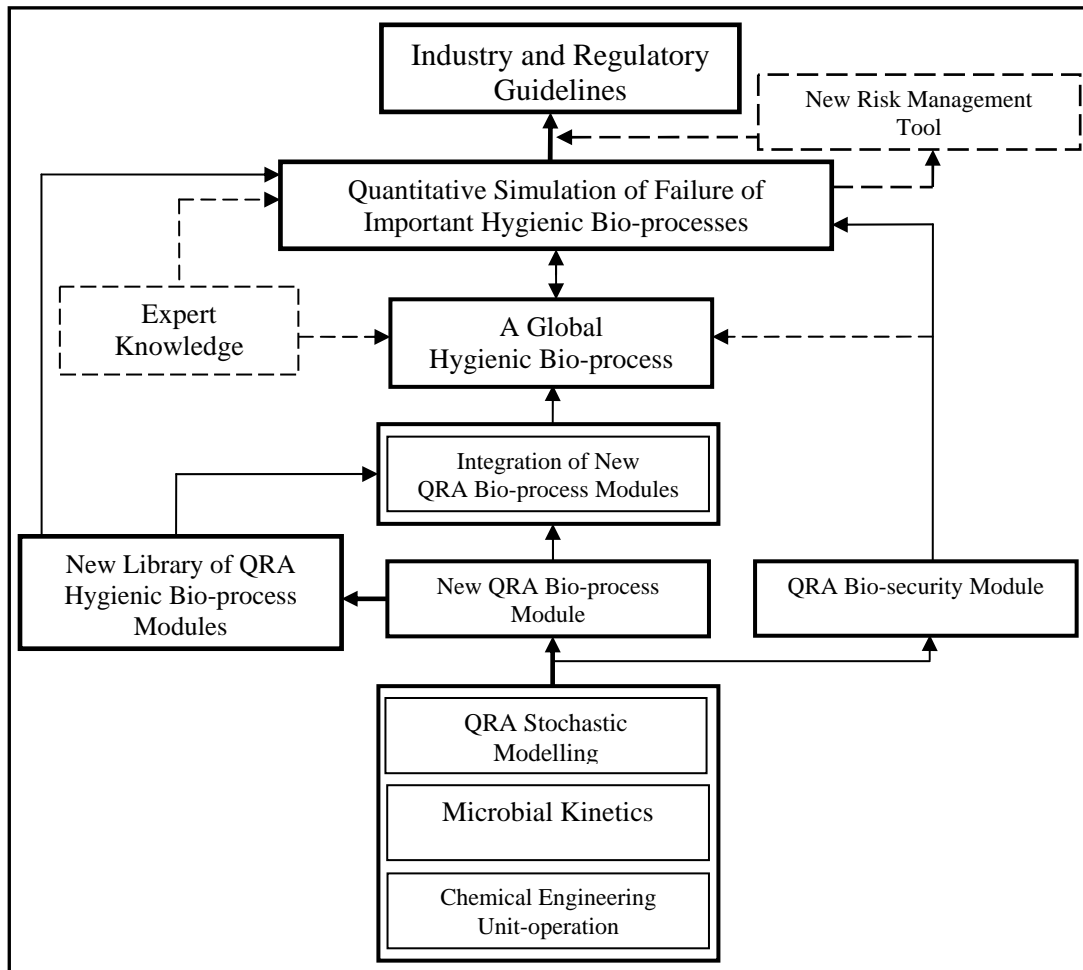 Industry and Regulatory
Guidelines
New Risk Management
Tool
Quantitative Simulation of Failure of
Important Hygienic Bio-processes
Expert
Knowledge
A Global
Hygienic Bio-process
Integration of New
QRA Bio-process Modules
New Library of QRA
Hygienic Bio-process
Modules
New QRA Bio-process
Module
QRA Bio-security Module
QRA Stochastic
Modelling
Microbial Kinetics
Chemical Engineering
Unit-operation